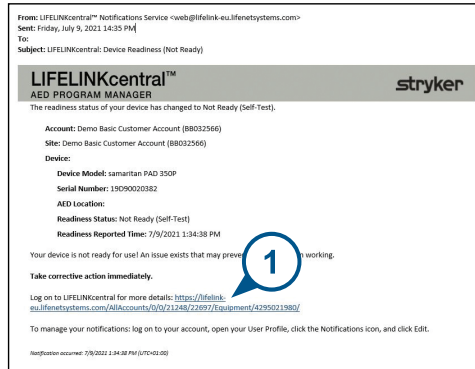 From: LIFELINKcentral™ Notifications Service <web@lifelink-eu.lifenetsystems.com>
Sent: Friday, July 9, 2021 14:35 PM
To:
Subject: LIFELINKcentral: Device Readiness (Not Ready)
LIFELINKcentral™
AED PROGRAM MANAGER
stryker
The readiness status of your device has changed to Not Ready (Self-Test).
Account: Demo Basic Customer Account (BB032566)
Site: Demo Basic Customer Account (BB032566)
Device:
Device Model: samaritan PAD 350P
Serial Number: 19D90020382
AED Location:
Readiness Status: Not Ready (Self-Test)
Readiness Reported Time: 7/9/2021 1:34:38 PM
Your device is not ready for use! An issue exists that may working.
1
Take corrective action immediately.
Log on to LIFELINKcentral for more details: https://lifelink-
eu.lifenetsystems.com/AllAccounts/0/0/21248/22697/Equipment/4295021980/
To manage your notifications: log on to your account, open your User Profile, click the Notifications icon, and click Edit.
Notification occurred: 7/9/2021 1:34:38 PM (UTC+01:00)